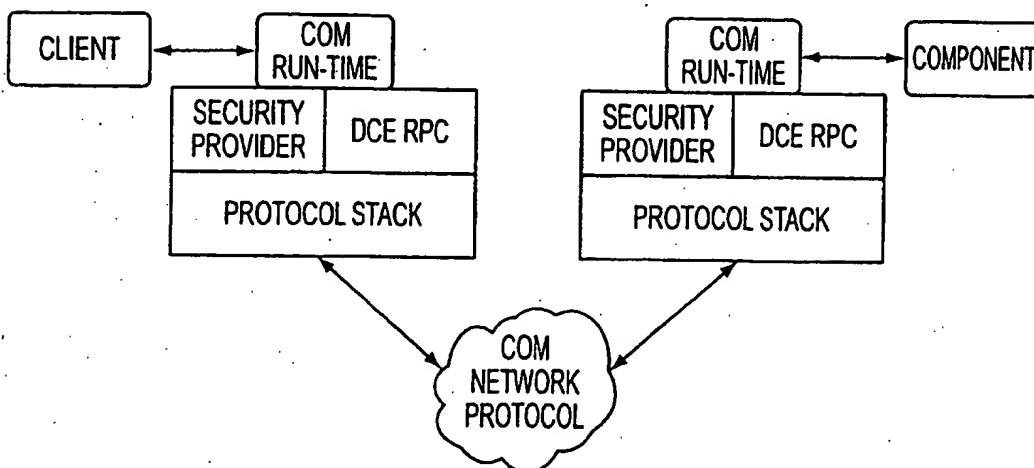 CLIENT
COM
RUN-TIME
SECURITY
PROVIDER
DCE RPC
PROTOCOL STACK
COM
RUN-TIME
COMPONENT
SECURITY
PROVIDER
DCE RPC
PROTOCOL STACK
COM
NETWORK
PROTOCOL